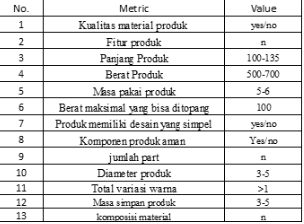 No. Metric Value
1 Kualitas material produk yes/no
2 Fitur produk n
3 Panjang Produk 100-135
4 Berat Produk 500-700
5 Masa pakai produk 5-6
6 Berat maksimal yang bisa ditopang 100
7 Produk memiliki desain yang simpel yes/no
8 Komponen produk aman Yes/no
9 jumlah part n
10 Diameter produk 3-5
11 Total variasi warna >1
12 Masa simpan produk 3-5
13 komposisi material n